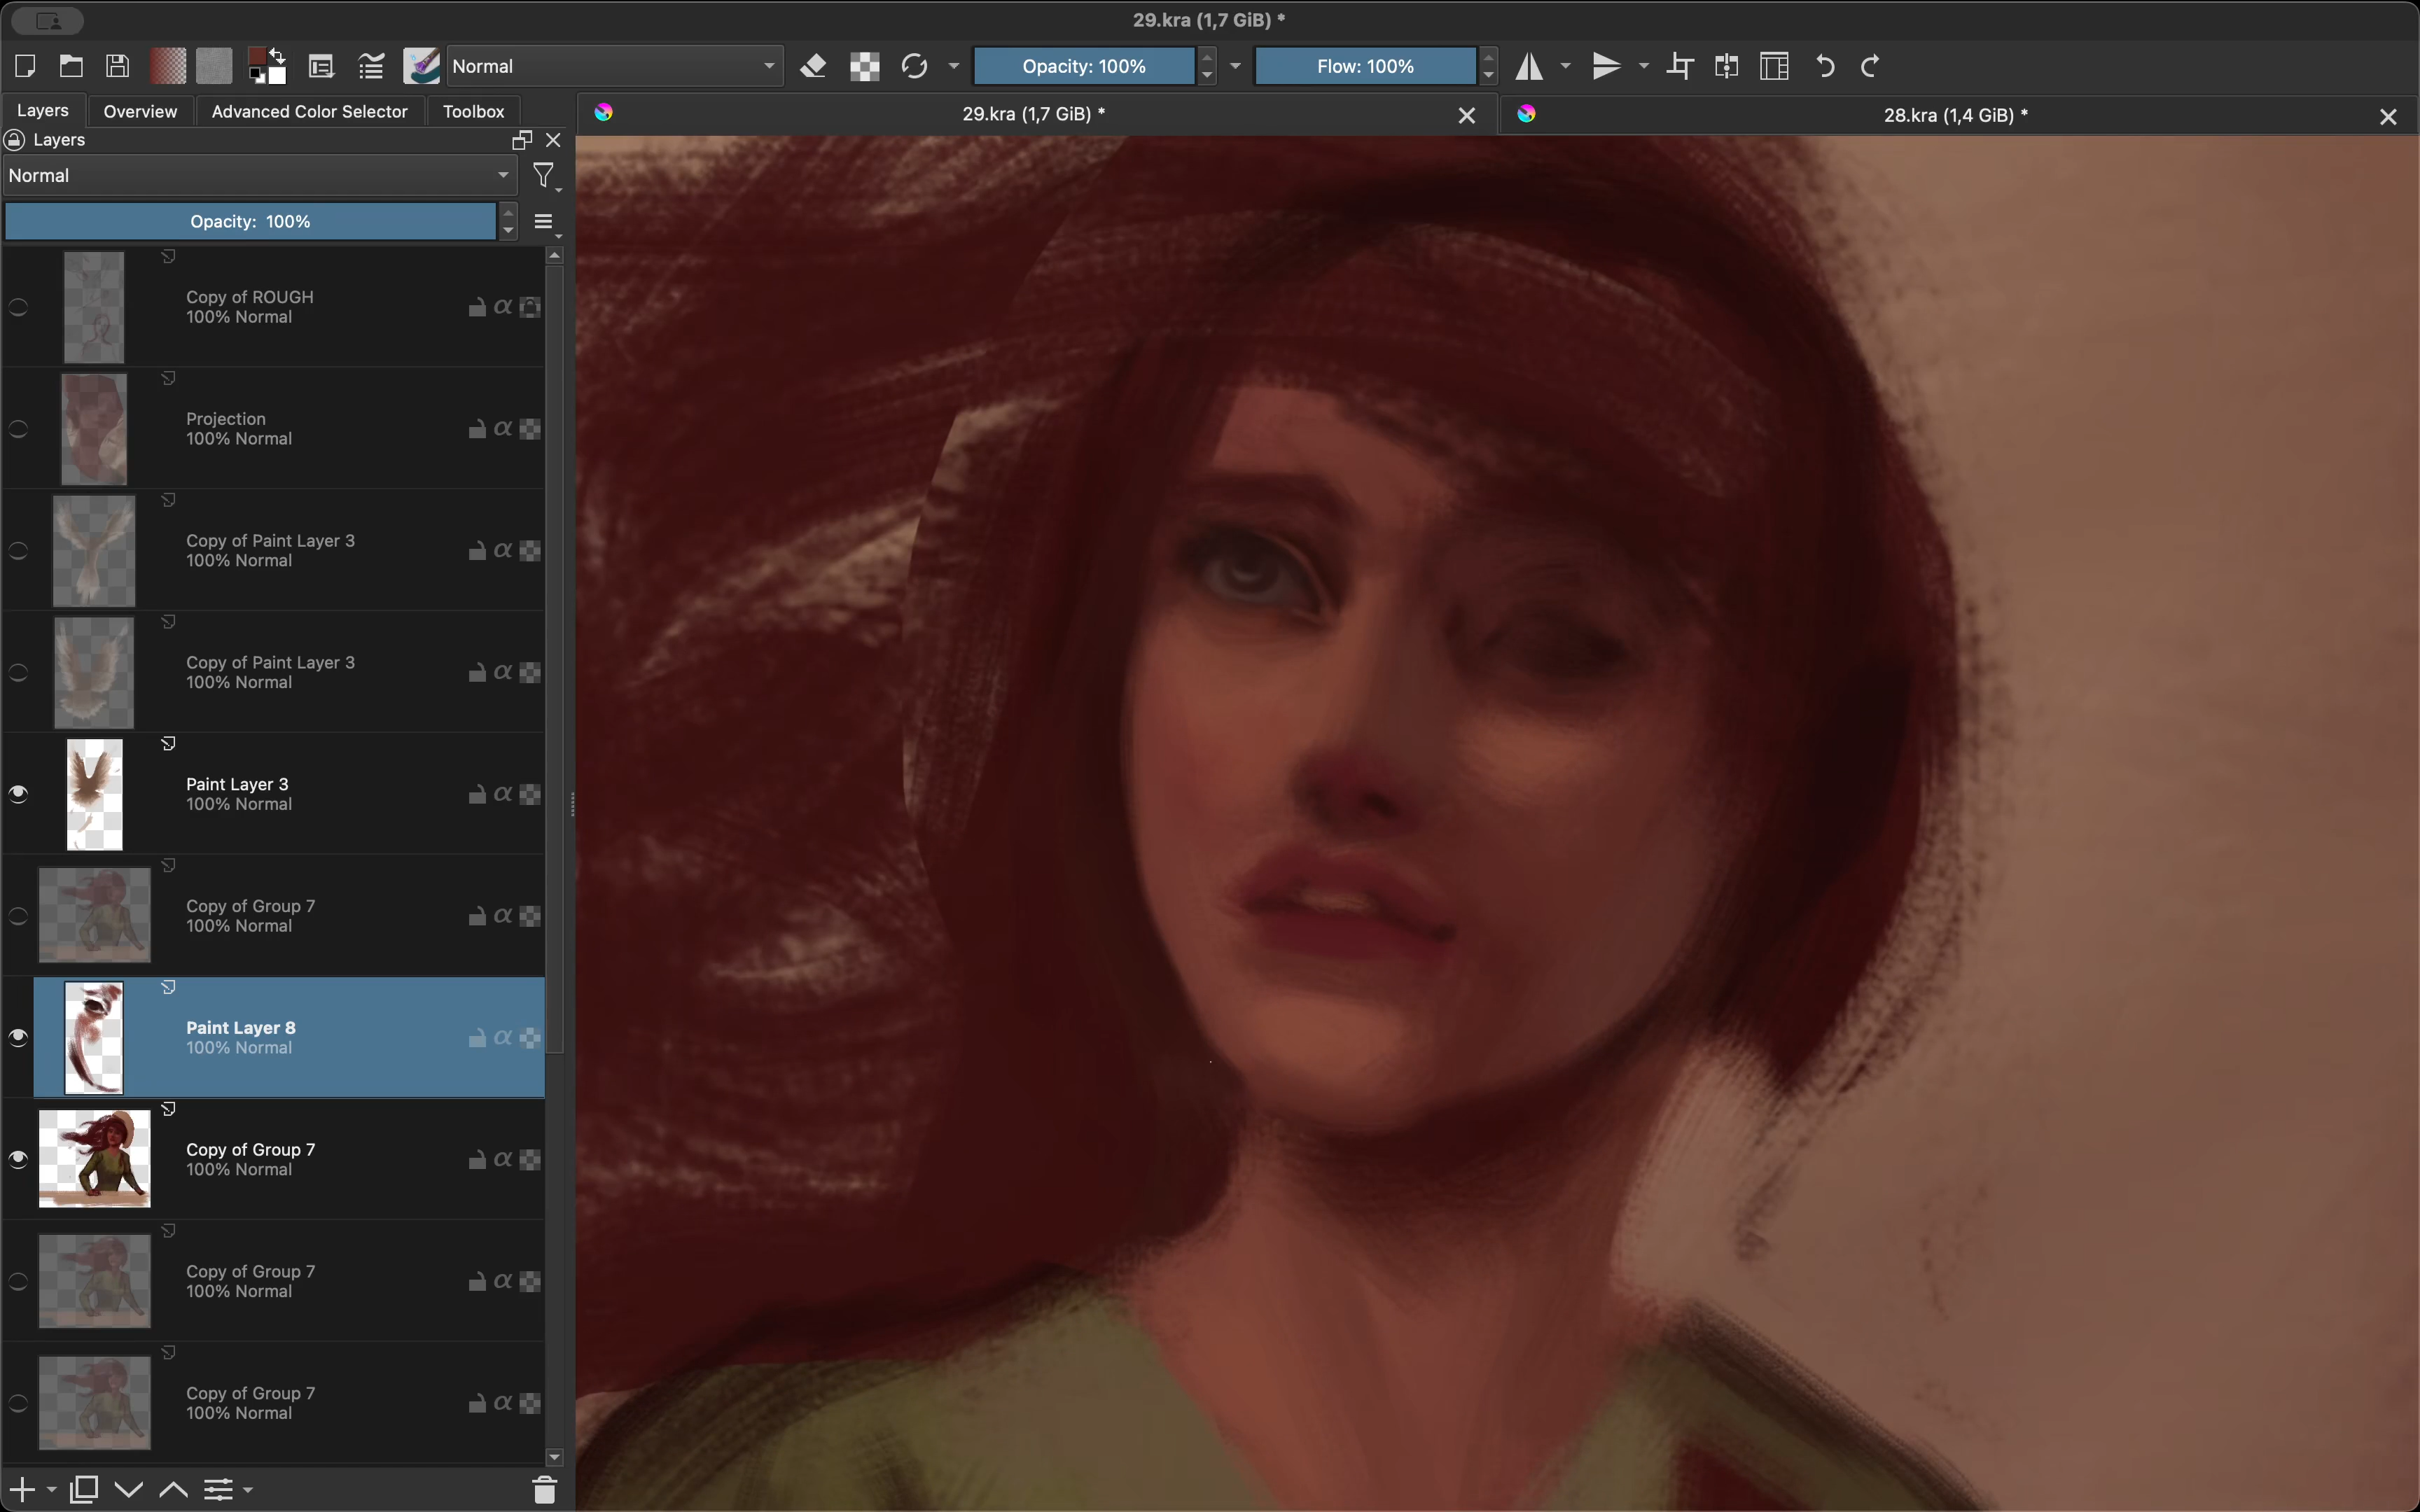 29.kra (1,7 GiB) *
Normal
Opacity: 100%
Flow: 100%
Layers
Overview
Advanced Color Selector
Toolbox
29.kra (1,7 GiB) *
28.kra (1,4 GiB) *
Layers
Normal
Opacity: 100%
Copy of ROUGH
100% Normal
Projection
100% Normal
Copy of Paint Layer 3
100% Normal
Copy of Paint Layer 3
100% Normal
Paint Layer 3
100% Normal
Copy of Group 7
100% Normal
Paint Layer 8
100% Normal
Copy of Group 7
100% Normal
Copy of Group 7
100% Normal
Copy of Group 7
100% Normal